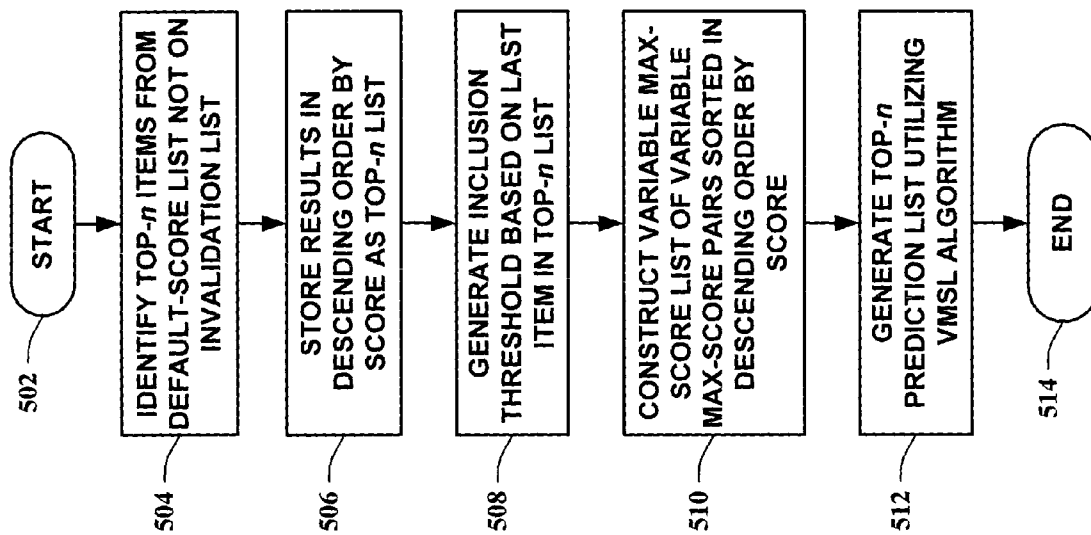 START
502
IDENTIFY TOP-n ITEMS FROM
DEFAULT-SCORE LIST NOT ON
INVALIDATION LIST
504
STORE RESULTS IN
DESCENDING ORDER BY
SCORE AS TOP-n LIST
506
GENERATE INCLUSION
THRESHOLD BASED ON LAST
ITEM IN TOP-n LIST
508
CONSTRUCT VARIABLE MAX-
SCORE LIST OF VARIABLE
MAX-SCORE PAIRS SORTED IN
DESCENDING ORDER BY
SCORE
510
GENERATE TOP-n
PREDICTION LIST UTILIZING
VMSL ALGORITHM
512
END
514